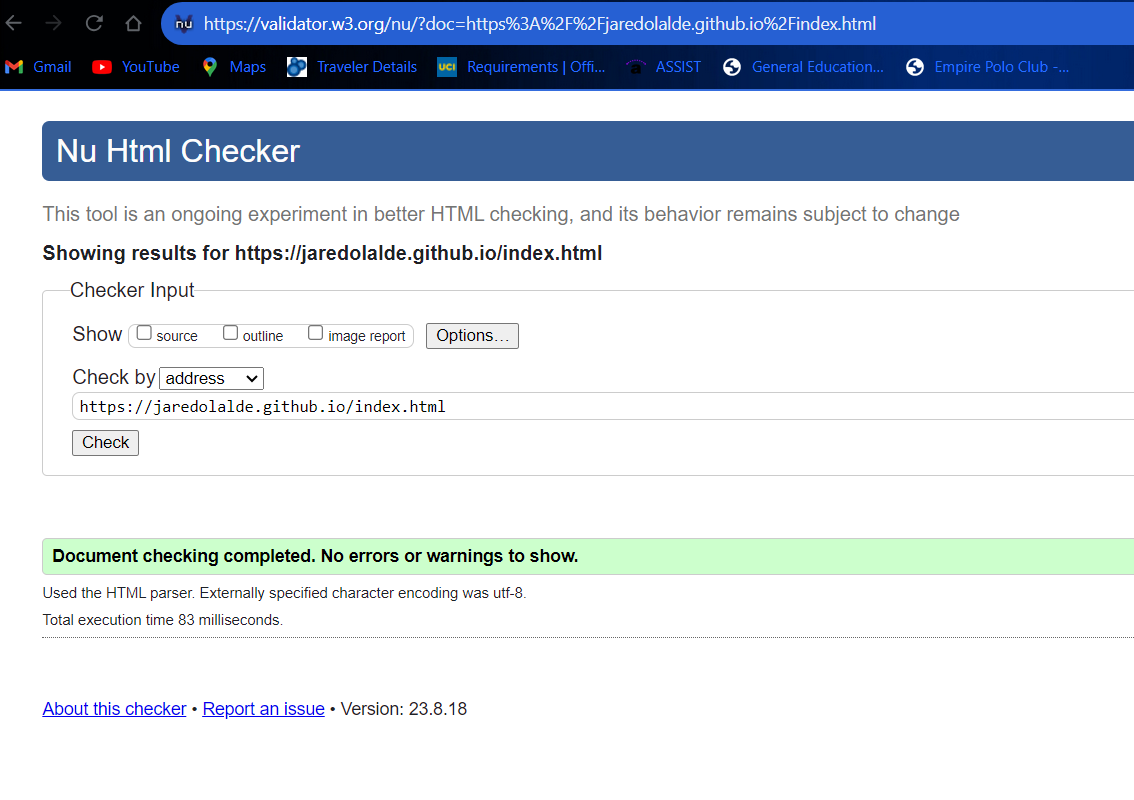 nu https://validator.w3.org/nu/?doc=https%3A%2F%2Fjaredolalde.github.io%2Findex.html
Gmail YouTube Maps Traveler Details UCI Requirements | Offi... a ASSIST General Education... Empire Polo Club -...
Nu Html Checker
This tool is an ongoing experiment in better HTML checking, and its behavior remains subject to change
Showing results for https://jaredolalde.github.io/index.html
Checker Input
Show source outline image report Options...
Check by address
https://jaredolalde.github.io/index.html
Check
Document checking completed. No errors or warnings to show.
Used the HTML parser. Externally specified character encoding was utf-8.
Total execution time 83 milliseconds.
About this checker • Report an issue • Version: 23.8.18